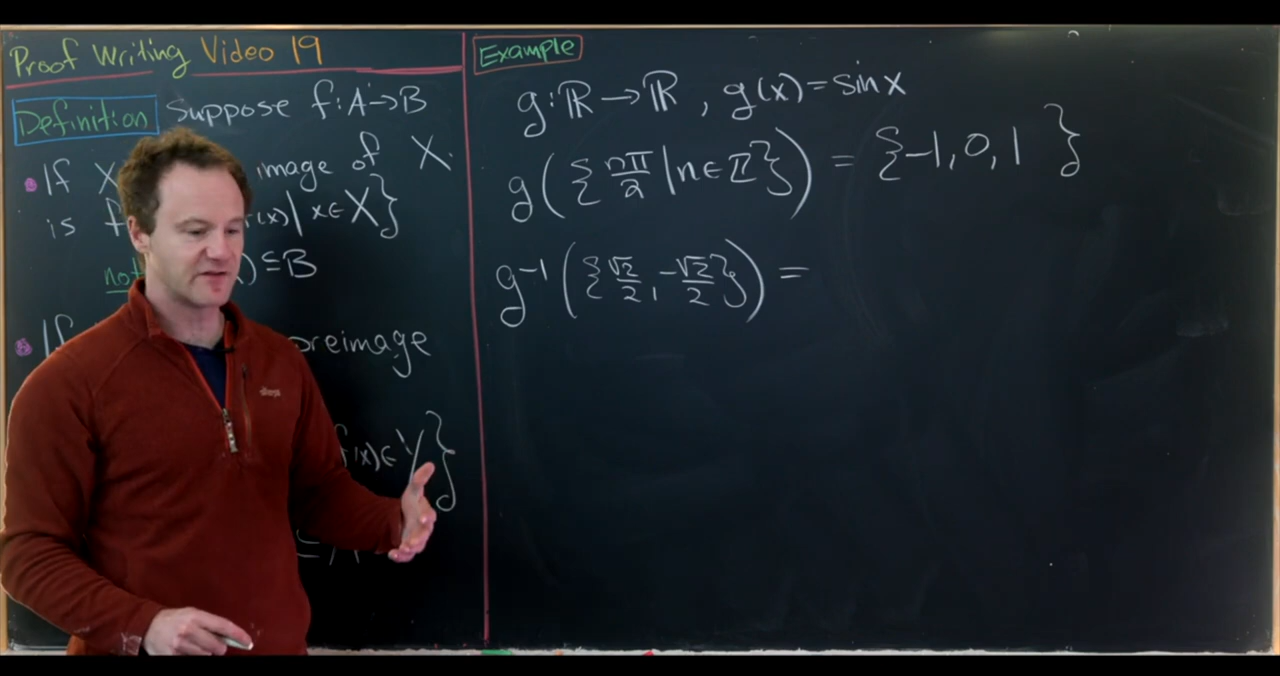 Proof Writing Video 19
Definition Suppose f: A→B
• If X image of X
is f (x) | x ∈ X}
not ) ⊆ B
• If preimage
f(x) ∈ Y}
⊆ A
Example
g: ℝ → ℝ, g(x) = sin x
g({nπ/2 | n ∈ ℤ}) = {-1, 0, 1 }
g⁻¹({√2/2, -√2/2}) =